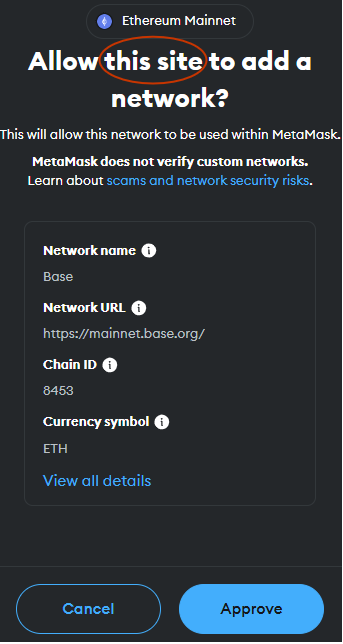 Ethereum Mainnet
Allow this site to add a
network?
This will allow this network to be used within MetaMask.
MetaMask does not verify custom networks.
Learn about scams and network security risks.
Network name
Base
Network URL
https://mainnet.base.org/
Chain ID
8453
Currency symbol
ETH
View all details
Cancel
Approve